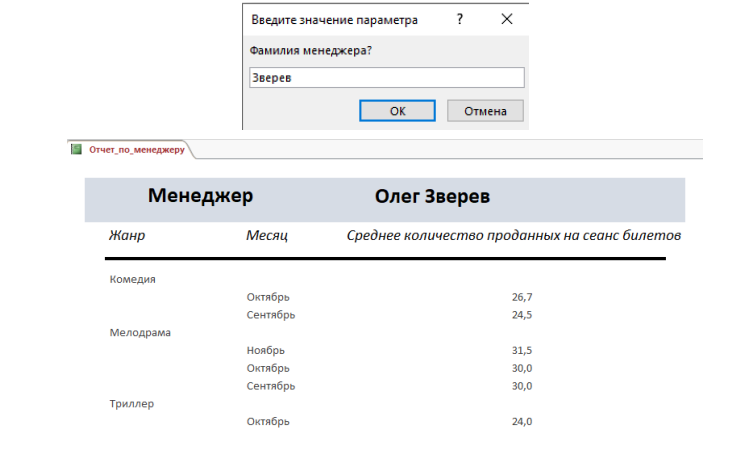 Введите значение параметра ? ×
Фамилия менеджера?
Зверев
ОК Отмена
Отчет_по_менеджеру
Менеджер Олег Зверев
Жанр Месяц Среднее количество проданных на сеанс билетов
Комедия
Октябрь 26,7
Сентябрь 24,5
Мелодрама
Ноябрь 31,5
Октябрь 30,0
Сентябрь 30,0
Триллер
Октябрь 24,0